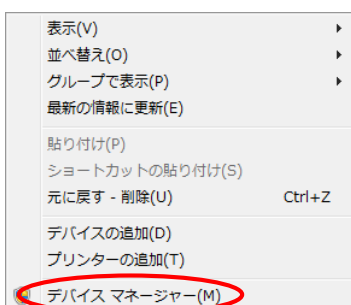 表示(V)
並べ替え(O)
グループで表示(P)
最新の情報に更新(E)
貼り付け(P)
ショートカットの貼り付け(S)
元に戻す - 削除(U) Ctrl+Z
デバイスの追加(D)
プリンターの追加(T)
デバイス マネージャー(M)